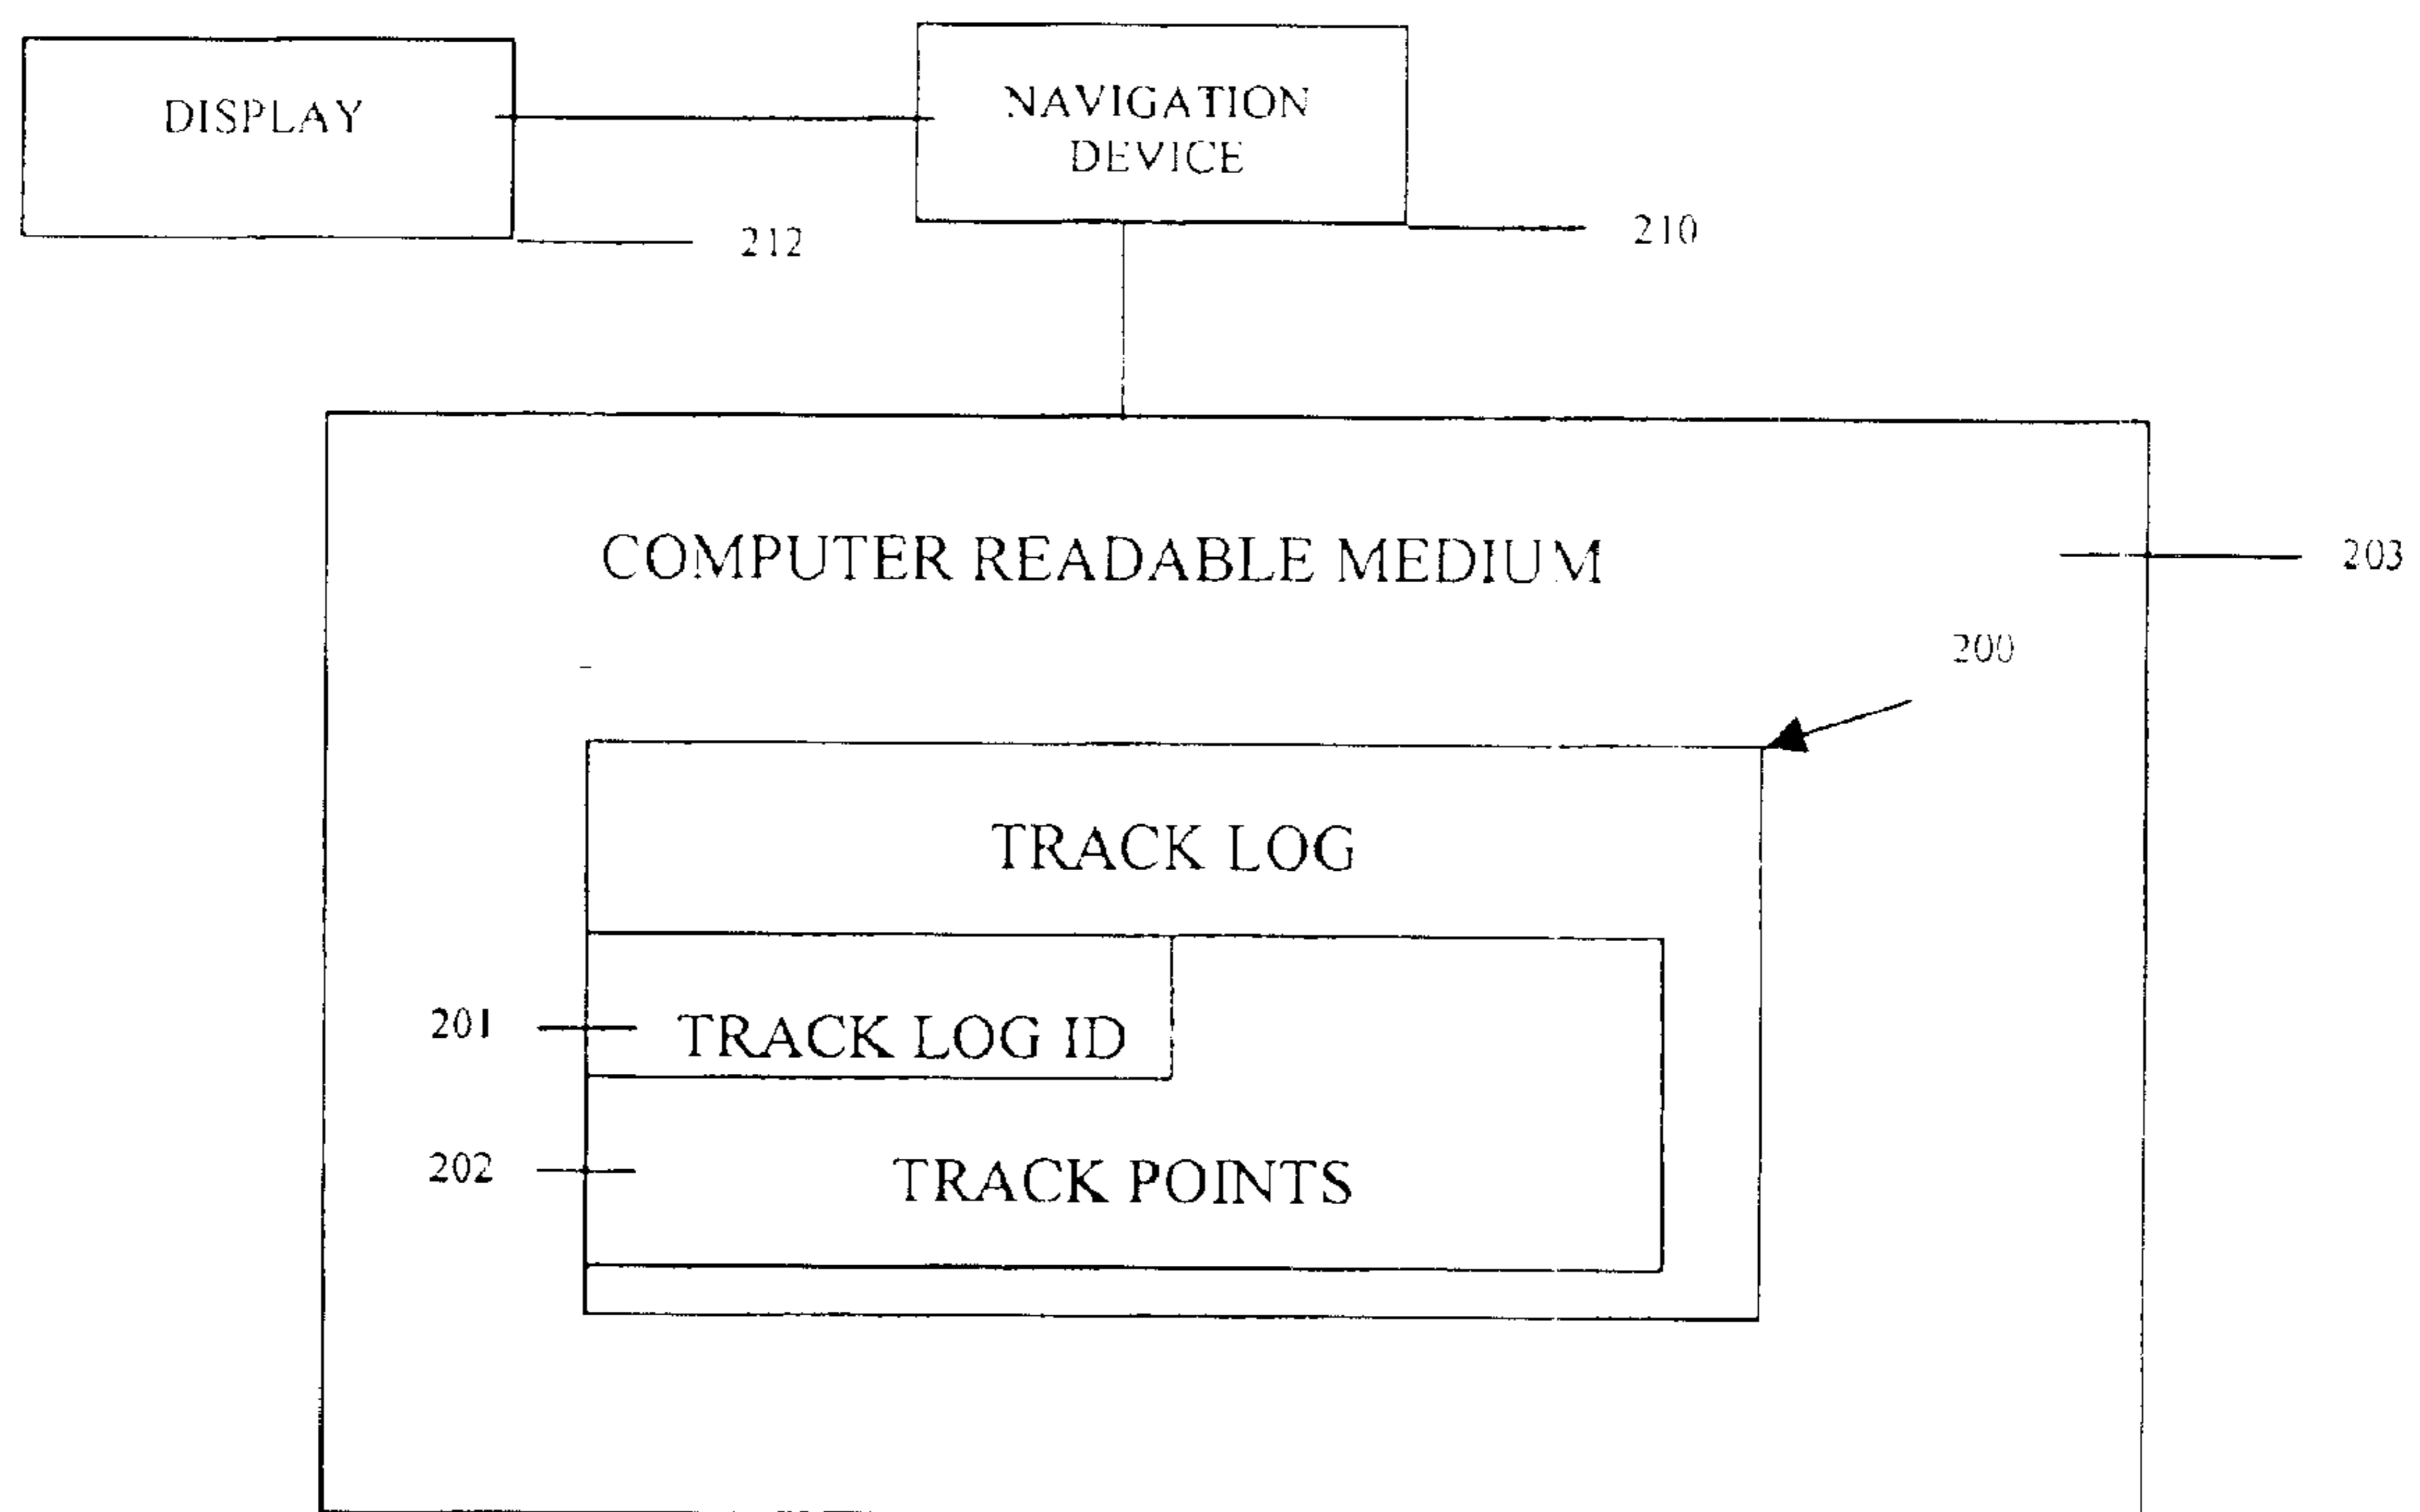 DISPLAY
NAVIGATION
DEVICE
212
210
COMPUTER READABLE MEDIUM
203
200
TRACK LOG
201
TRACK LOG ID
202
TRACK POINTS